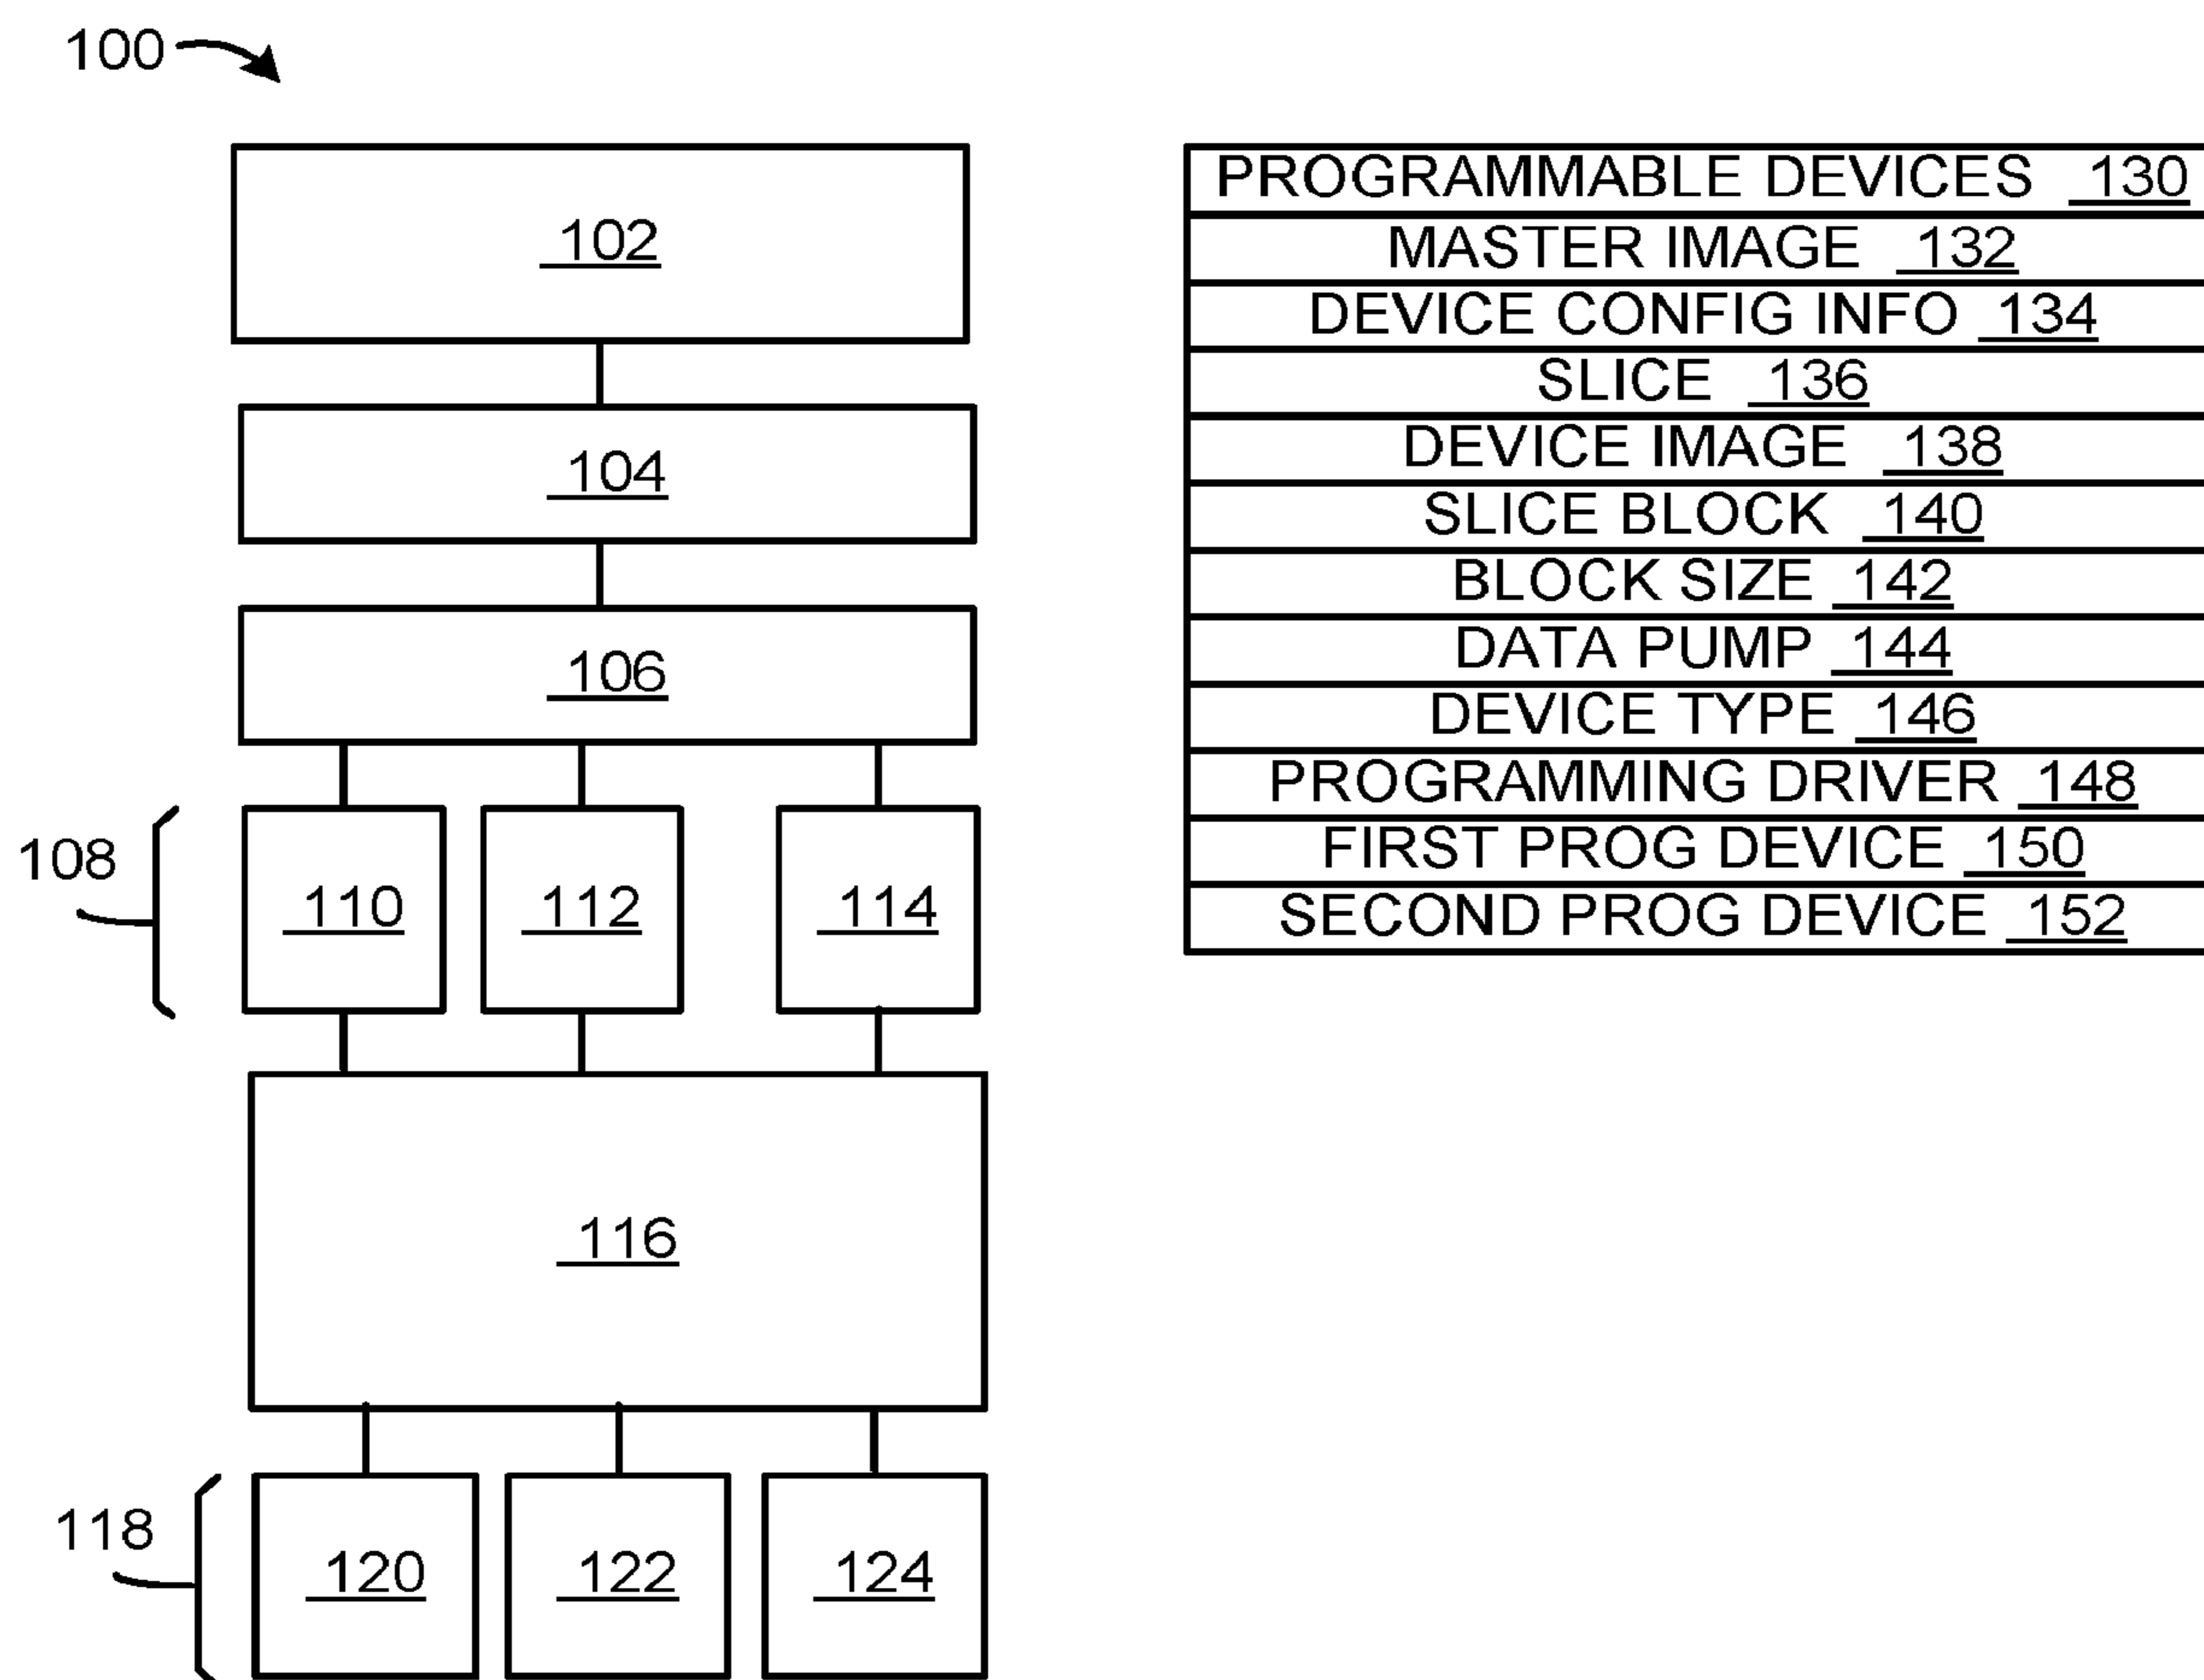 100
102
104
106
108
110 112 114
116
118
120 122 124
PROGRAMMABLE DEVICES 130
MASTER IMAGE 132
DEVICE CONFIG INFO 134
SLICE 136
DEVICE IMAGE 138
SLICE BLOCK 140
BLOCK SIZE 142
DATA PUMP 144
DEVICE TYPE 146
PROGRAMMING DRIVER 148
FIRST PROG DEVICE 150
SECOND PROG DEVICE 152